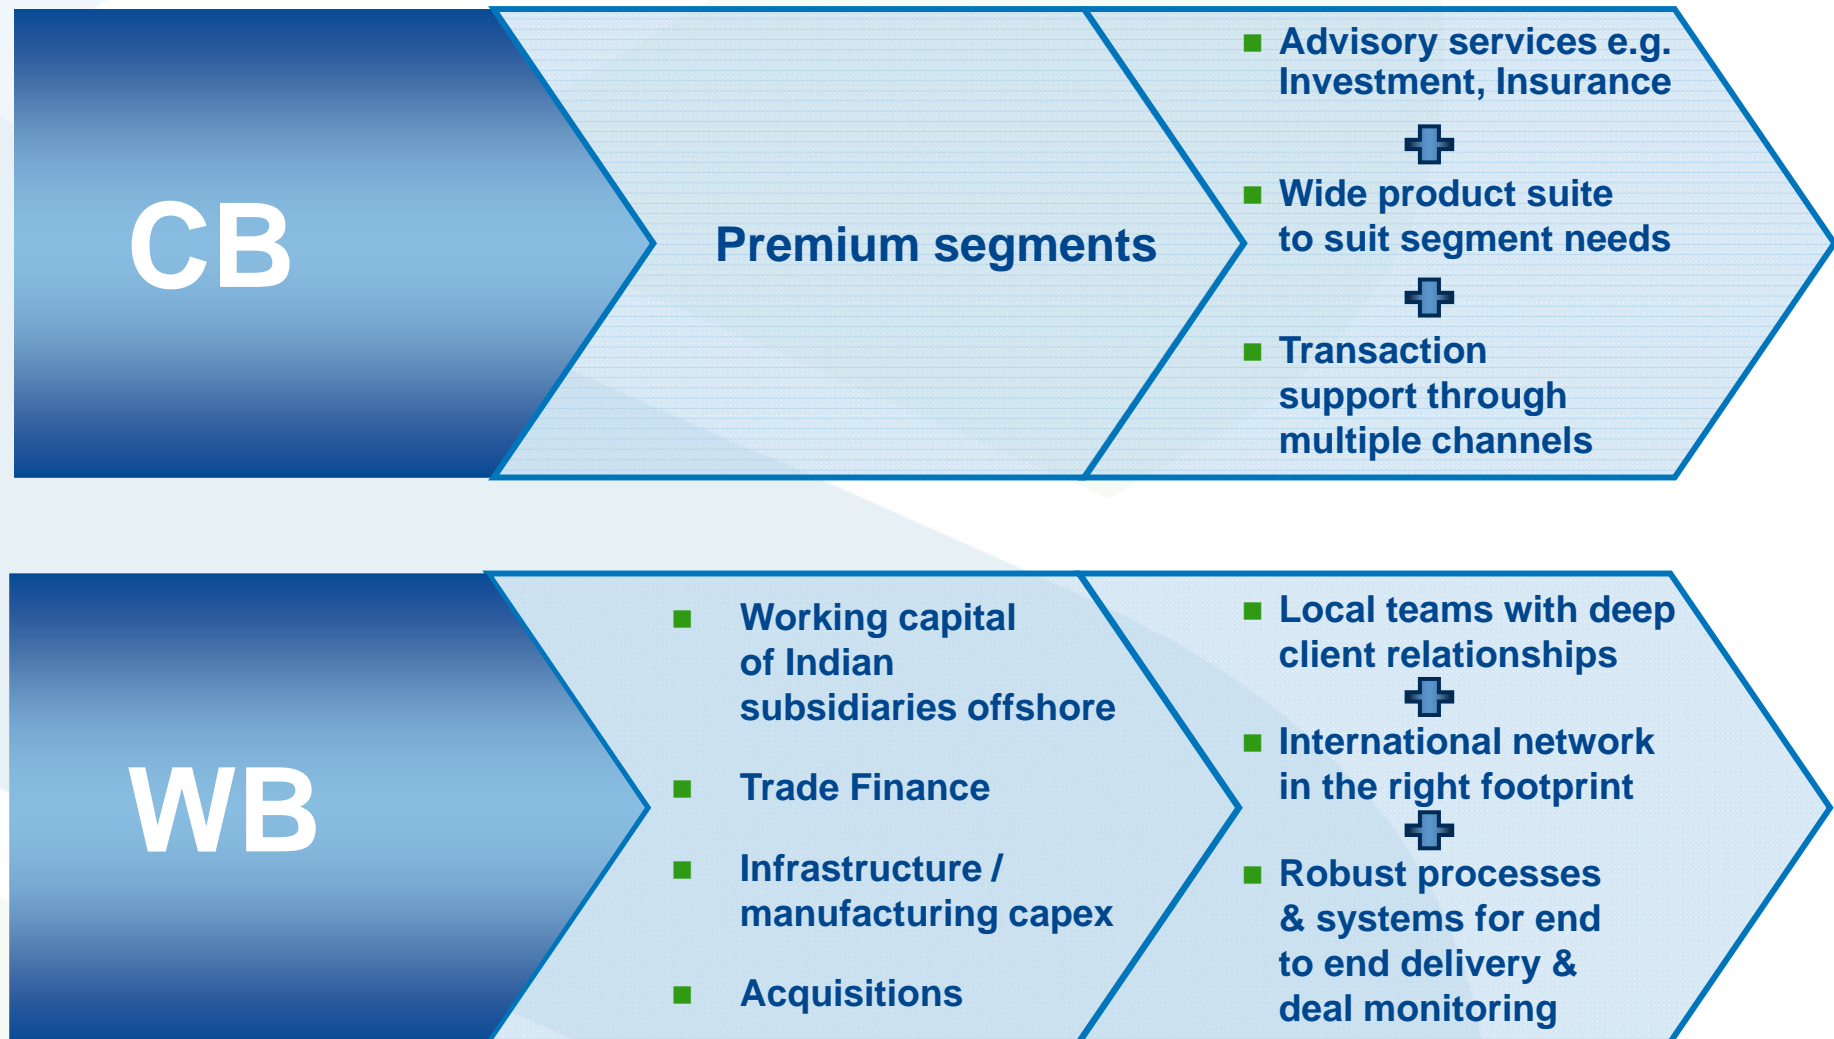 CB
Premium segments
Advisory services e.g.
Investment, Insurance
Wide product suite
to suit segment needs
Transaction
support through
multiple channels
WB
Working capital
of Indian
subsidiaries offshore
Trade Finance
Infrastructure /
manufacturing capex
Acquisitions
Local teams with deep
client relationships
International network
in the right footprint
Robust processes
& systems for end
to end delivery &
deal monitoring